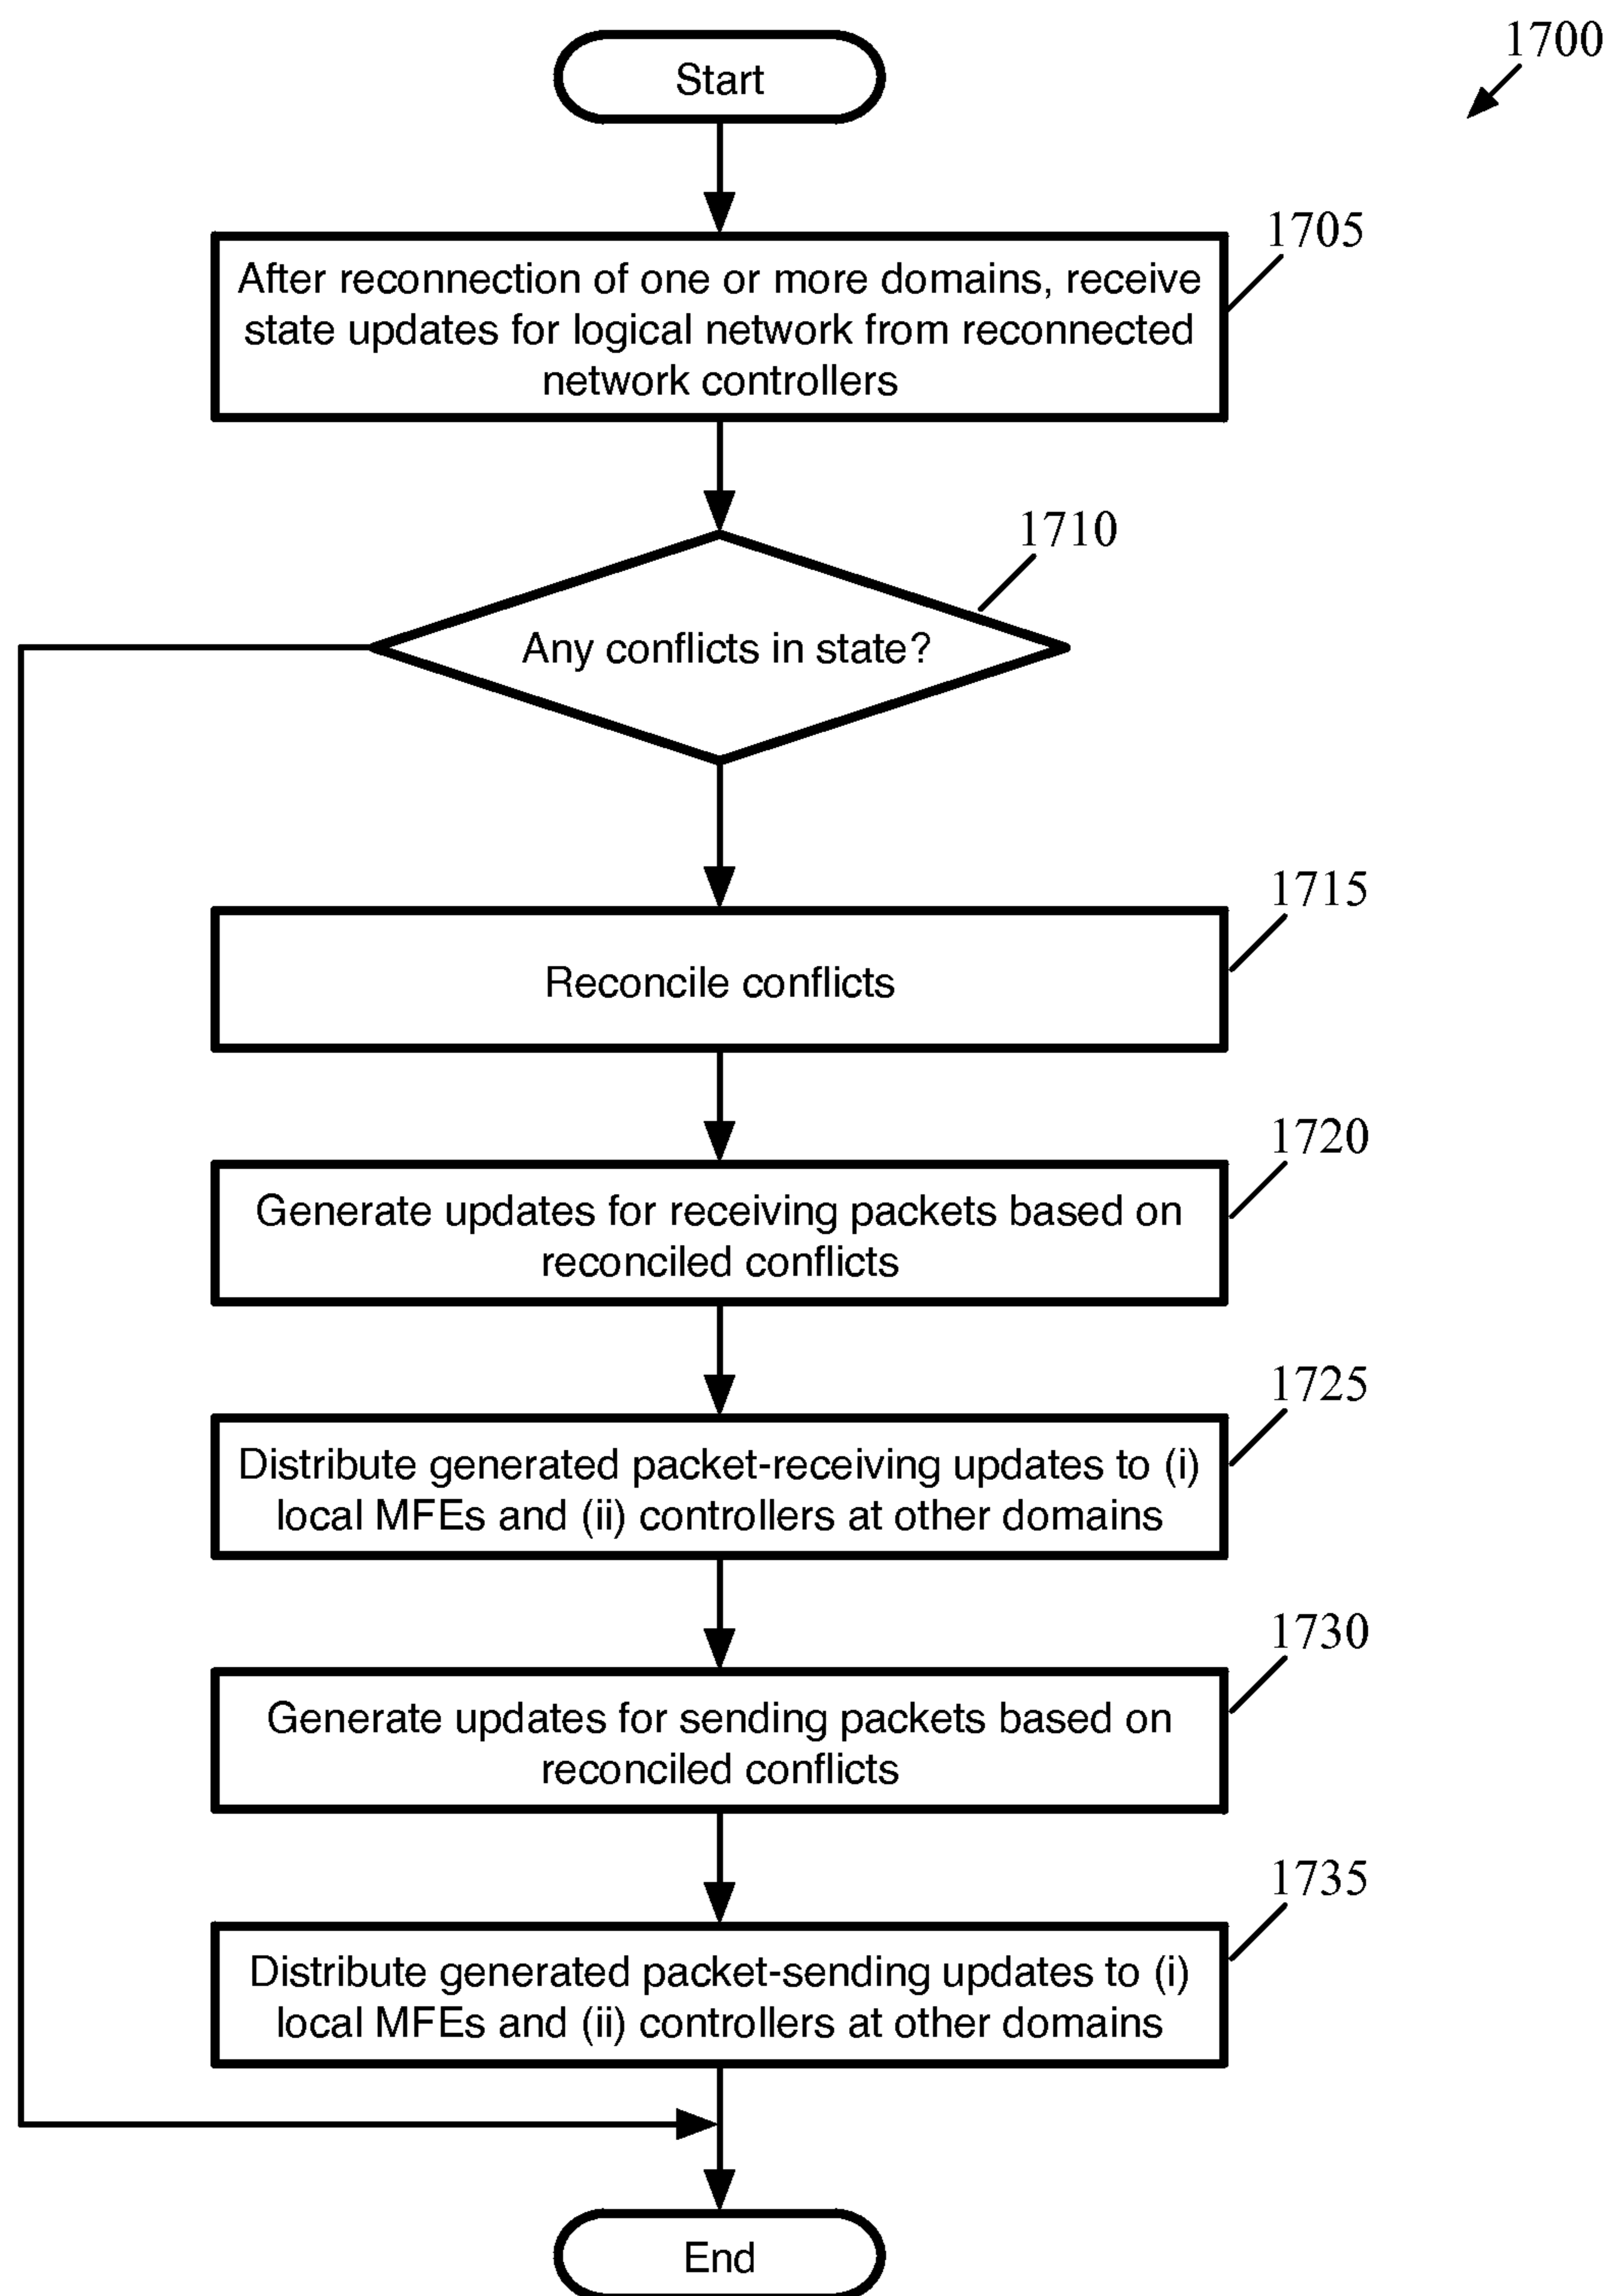 1700
Start
1705
After reconnection of one or more domains, receive
state updates for logical network from reconnected
network controllers
1710
Any conflicts in state?
1715
Reconcile conflicts
1720
Generate updates for receiving packets based on
reconciled conflicts
1725
Distribute generated packet-receiving updates to (i)
local MFEs and (ii) controllers at other domains
1730
Generate updates for sending packets based on
reconciled conflicts
1735
Distribute generated packet-sending updates to (i)
local MFEs and (ii) controllers at other domains
End